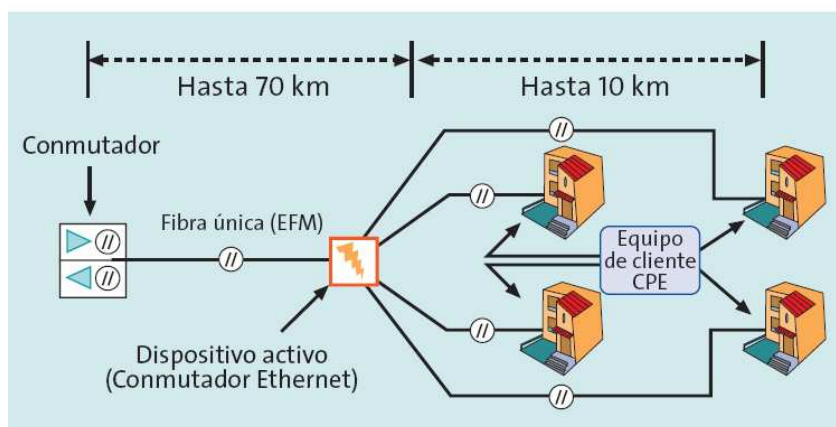 Hasta 70 km
Hasta 10 km
Conmutador
Fibra única (EFM)
Equipo
de cliente
CPE
Dispositivo activo
(Conmutador Ethernet)